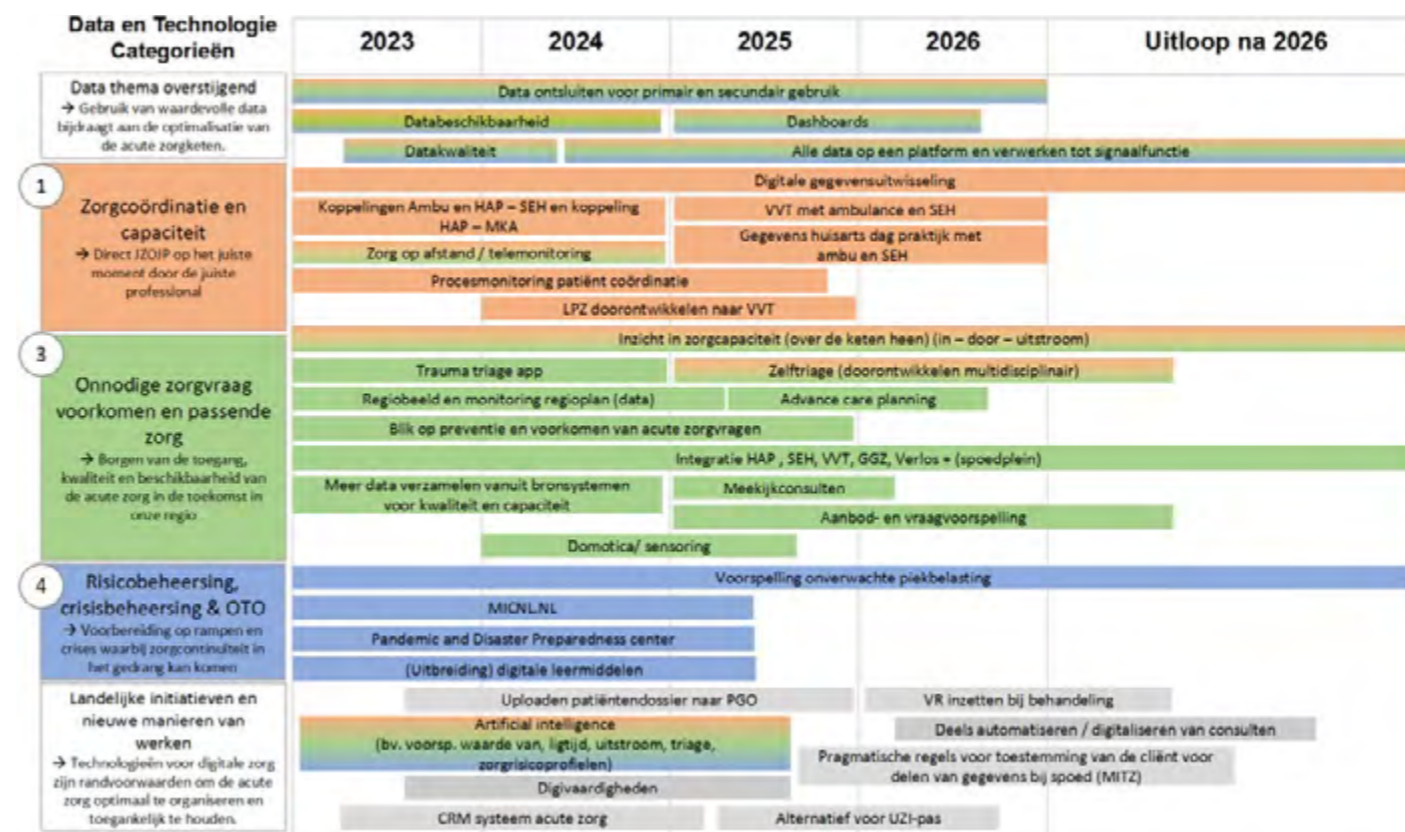 Data en Technologie
Categorieën
2023
2024
2025
2026
Uitloop na 2026
Data thema overstijgend
→ Gebruik van waardevolle data
bijdraagt aan de optimalisatie van
de acute zorgketen.
Data ontsluiten voor primair en secundair gebruik
Databeschikbaarheid
Dashboards
Datakwaliteit
Alle data op een platform en verwerken tot signaalfunctie
1
Zorgcoördinatie en
capaciteit
→ Direct JZOJP op het juiste
moment door de juiste
professional
Digitale gegevensuitwisseling
Koppelingen Ambu en HAP – SEH en koppeling
HAP – MKA
VVT met ambulance en SEH
Zorg op afstand / telemonitoring
Gegevens huisarts dag praktijk met
ambu en SEH
Procesmonitoring patiënt coördinatie
LPZ doorontwikkelen naar VVT
Inzicht in zorgcapaciteit (over de keten heen) (in – door – uitstroom)
3
Onnodige zorgvraag
voorkomen en passende
zorg
→ Borgen van de toegang,
kwaliteit en beschikbaarheid van
de acute zorg in de toekomst in
onze regio
Trauma triage app
Zelftriage (doorontwikkelen multidisciplinair)
Regiobeeld en monitoring regioplan (data)
Advance care planning
Blik op preventie en voorkomen van acute zorgvragen
Integratie HAP , SEH, VVT, GGZ, Verlos + (spoedplein)
Meer data verzamelen vanuit bronsystemen
voor kwaliteit en capaciteit
Meekijkconsulten
Aanbod- en vraagvoorspelling
Domotica/ sensoring
4
Risicobeheersing,
crisisbeheersing & OTO
→ Voorbereiding op rampen en
crises waarbij zorgcontinuïteit in
het gedrang kan komen
Voorspelling onverwachte piekbelasting
MICNL.NL
Pandemic and Disaster Preparedness center
(Uitbreiding) digitale leermiddelen
Landelijke initiatieven en
nieuwe manieren van
werken
→ Technologieën voor digitale zorg
zijn randvoorwaarden om de acute
zorg optimaal te organiseren en
toegankelijk te houden.
Uploaden patiëntendossier naar PGO
VR inzetten bij behandeling
Artificial intelligence
(bv. voorsp. waarde van, ligtijd, uitstroom, triage,
zorgrisicoprofielen)
Deels automatiseren / digitaliseren van consulten
Pragmatische regels voor toestemming van de cliënt voor
delen van gegevens bij spoed (MITZ)
Digivaardigheden
CRM systeem acute zorg
Alternatief voor UZI-pas